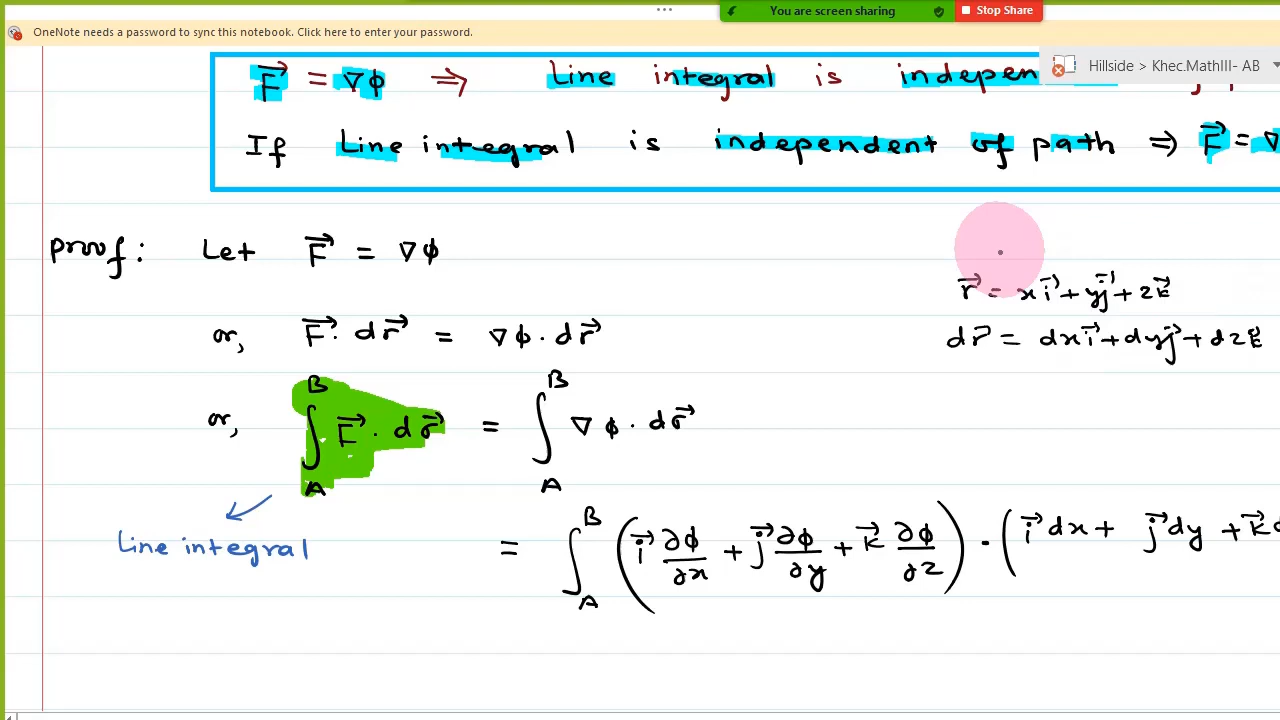 You are screen sharing Stop Share
OneNote needs a password to sync this notebook. Click here to enter your password.
Hillside > Khec.MathIII- AB
F⃗ = ∇ϕ ⇒ Line integral is indepen
If Line integral is independent of path ⇒ F⃗ = ∇
Proof: Let F⃗ = ∇ϕ
r⃗ = xi⃗ + yj⃗ + zk⃗
or, F⃗ · dr⃗ = ∇ϕ · dr⃗
dr⃗ = dxi⃗ + dyj⃗ + dzk⃗
or, ∫_A^B F⃗ · dr⃗ = ∫_A^B ∇ϕ · dr⃗
Line integral
= ∫_A^B (i⃗ ∂ϕ/∂x + j⃗ ∂ϕ/∂y + k⃗ ∂ϕ/∂z) · (i⃗ dx + j⃗ dy + k⃗